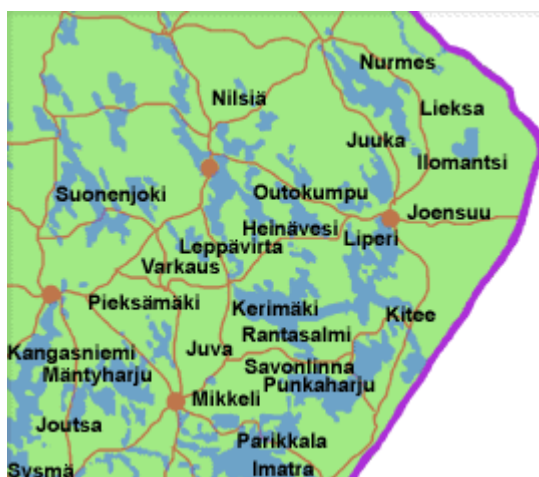 Nurmes
Nilsiä
Lieksa
Juuka
Ilomantsi
Suonenjoki
Outokumpu
Joensuu
Heinävesi
Liperi
Leppävirta
Varkaus
Pieksämäki
Kerimäki
Kitee
Rantasalmi
Kangasniemi
Juva
Savonlinna
Mäntyharju
Punkaharju
Mikkeli
Joutsa
Parikkala
Sysmä
Imatra